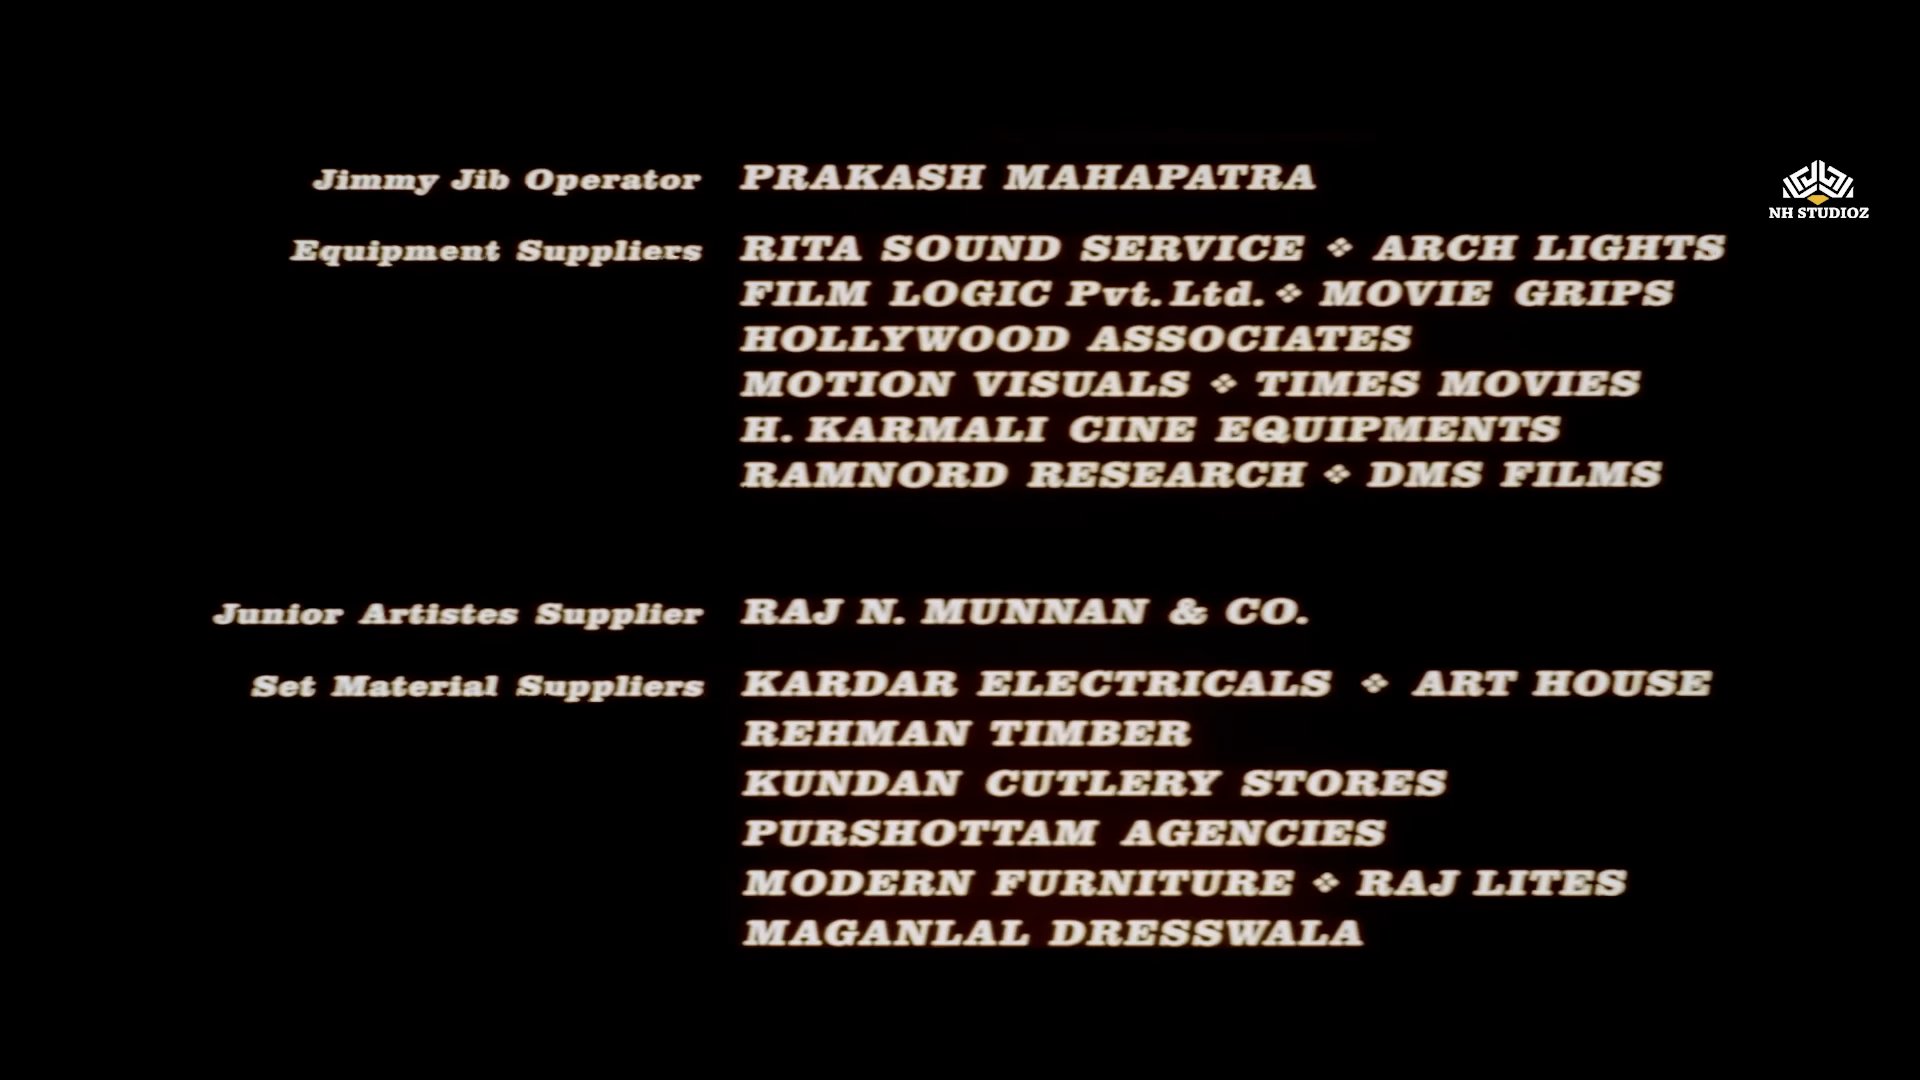 Jimmy Jib Operator PRAKASH MAHAPATRA
NH STUDIOZ
Equipment Suppliers RITA SOUND SERVICE ❖ ARCH LIGHTS
FILM LOGIC Pvt. Ltd. ❖ MOVIE GRIPS
HOLLYWOOD ASSOCIATES
MOTION VISUALS ❖ TIMES MOVIES
H. KARMALI CINE EQUIPMENTS
RAMNORD RESEARCH ❖ DMS FILMS
Junior Artistes Supplier RAJ N. MUNNAN & CO.
Set Material Suppliers KARDAR ELECTRICALS ❖ ART HOUSE
REHMAN TIMBER
KUNDAN CUTLERY STORES
PURSHOTTAM AGENCIES
MODERN FURNITURE ❖ RAJ LITES
MAGANLAL DRESSWALA